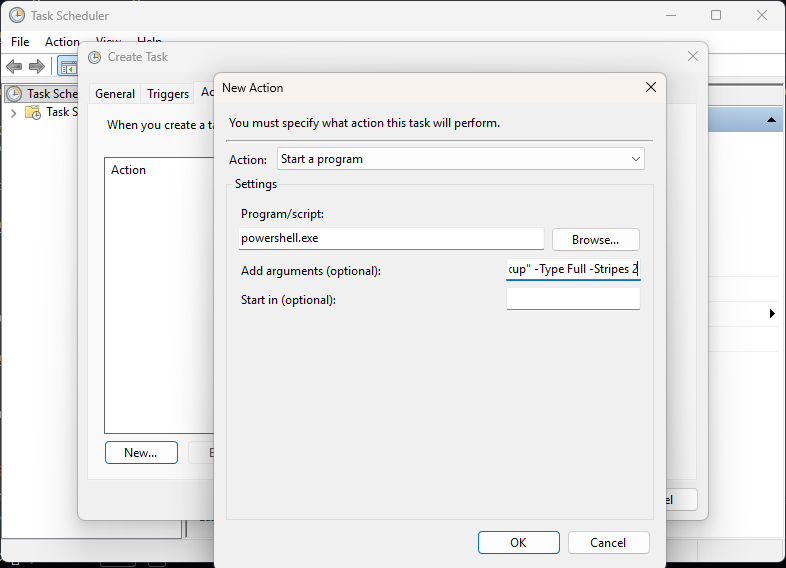 Task Scheduler
File Action View Help
Create Task
Task Sche
Task S
General Triggers Ac
When you create a ta
Action
New...
New Action
You must specify what action this task will perform.
Action: Start a program
Settings
Program/script:
powershell.exe
Browse...
Add arguments (optional): kup" -Type Full -Stripes 2
Start in (optional):
OK Cancel
el